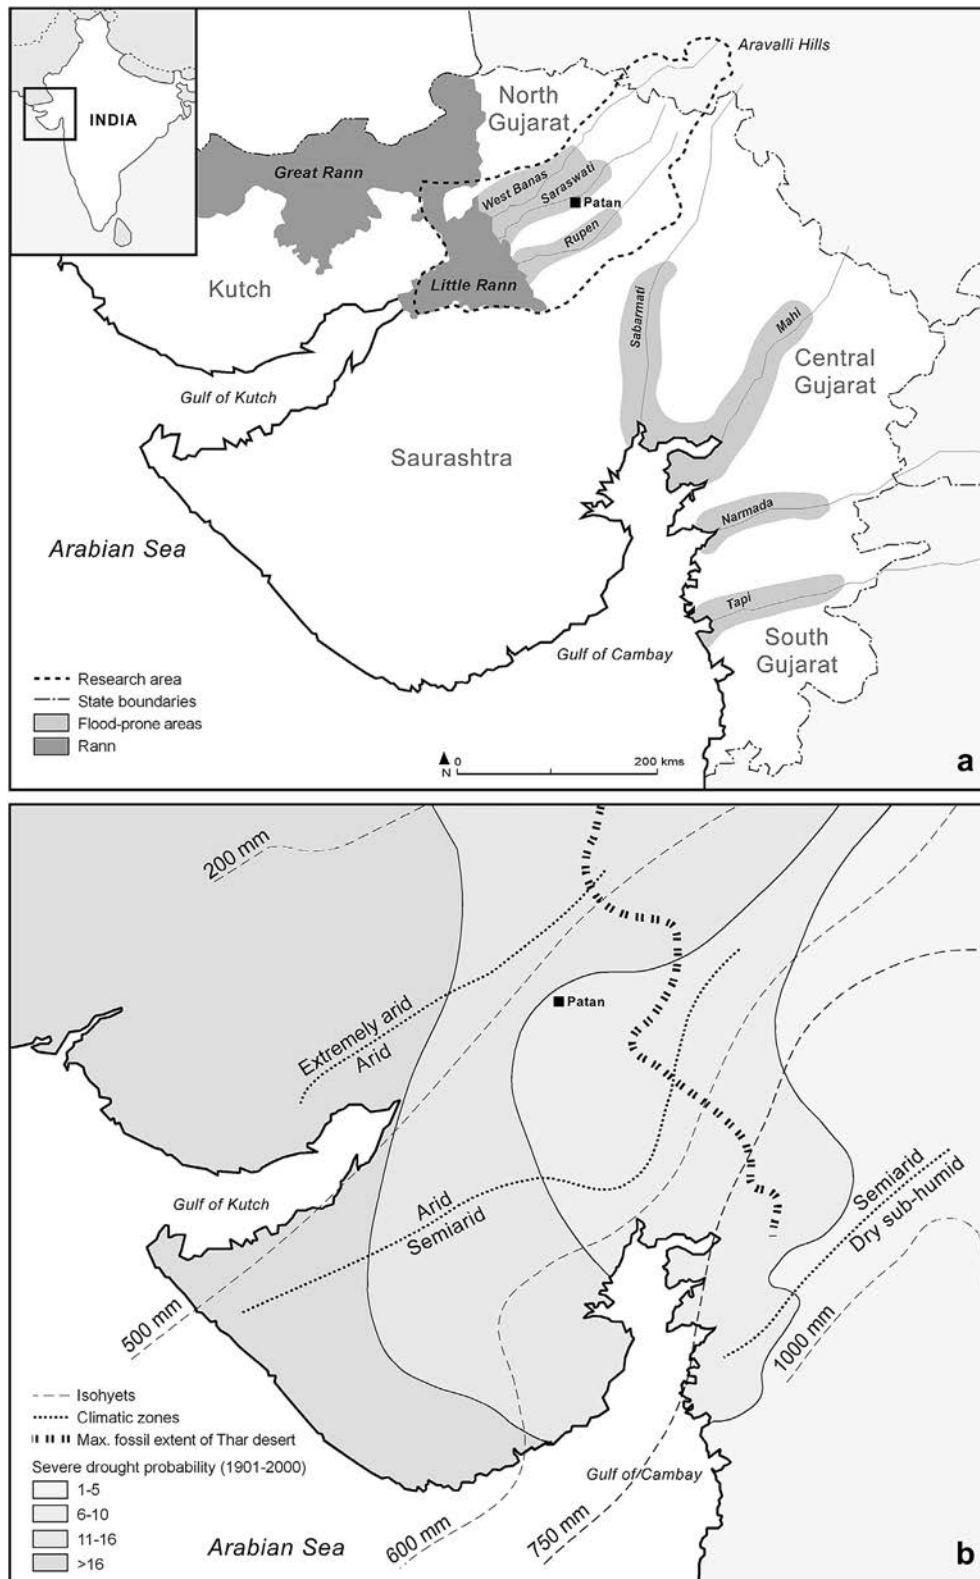 Aravalli Hills
INDIA
North
Gujarat
Great Rann
West Banas
Saraswati
Patan
Rupen
Kutch
Little Rann
Sabarmati
Mahi
Central
Gujarat
Gulf of Kutch
Saurashtra
Narmada
Arabian Sea
Tapi
South
Gujarat
Gulf of Cambay
Research area
State boundaries
Flood-prone areas
Rann
N
0
200 kms
a
200 mm
Patan
Extremely arid
Arid
Gulf of Kutch
Arid
Semiarid
Semiarid
Dry sub-humid
500 mm
1000 mm
Isohyets
Climatic zones
Max. fossil extent of Thar desert
Severe drought probability (1901-2000)
1-5
6-10
11-16
>16
Gulf of Cambay
600 mm
750 mm
Arabian Sea
b